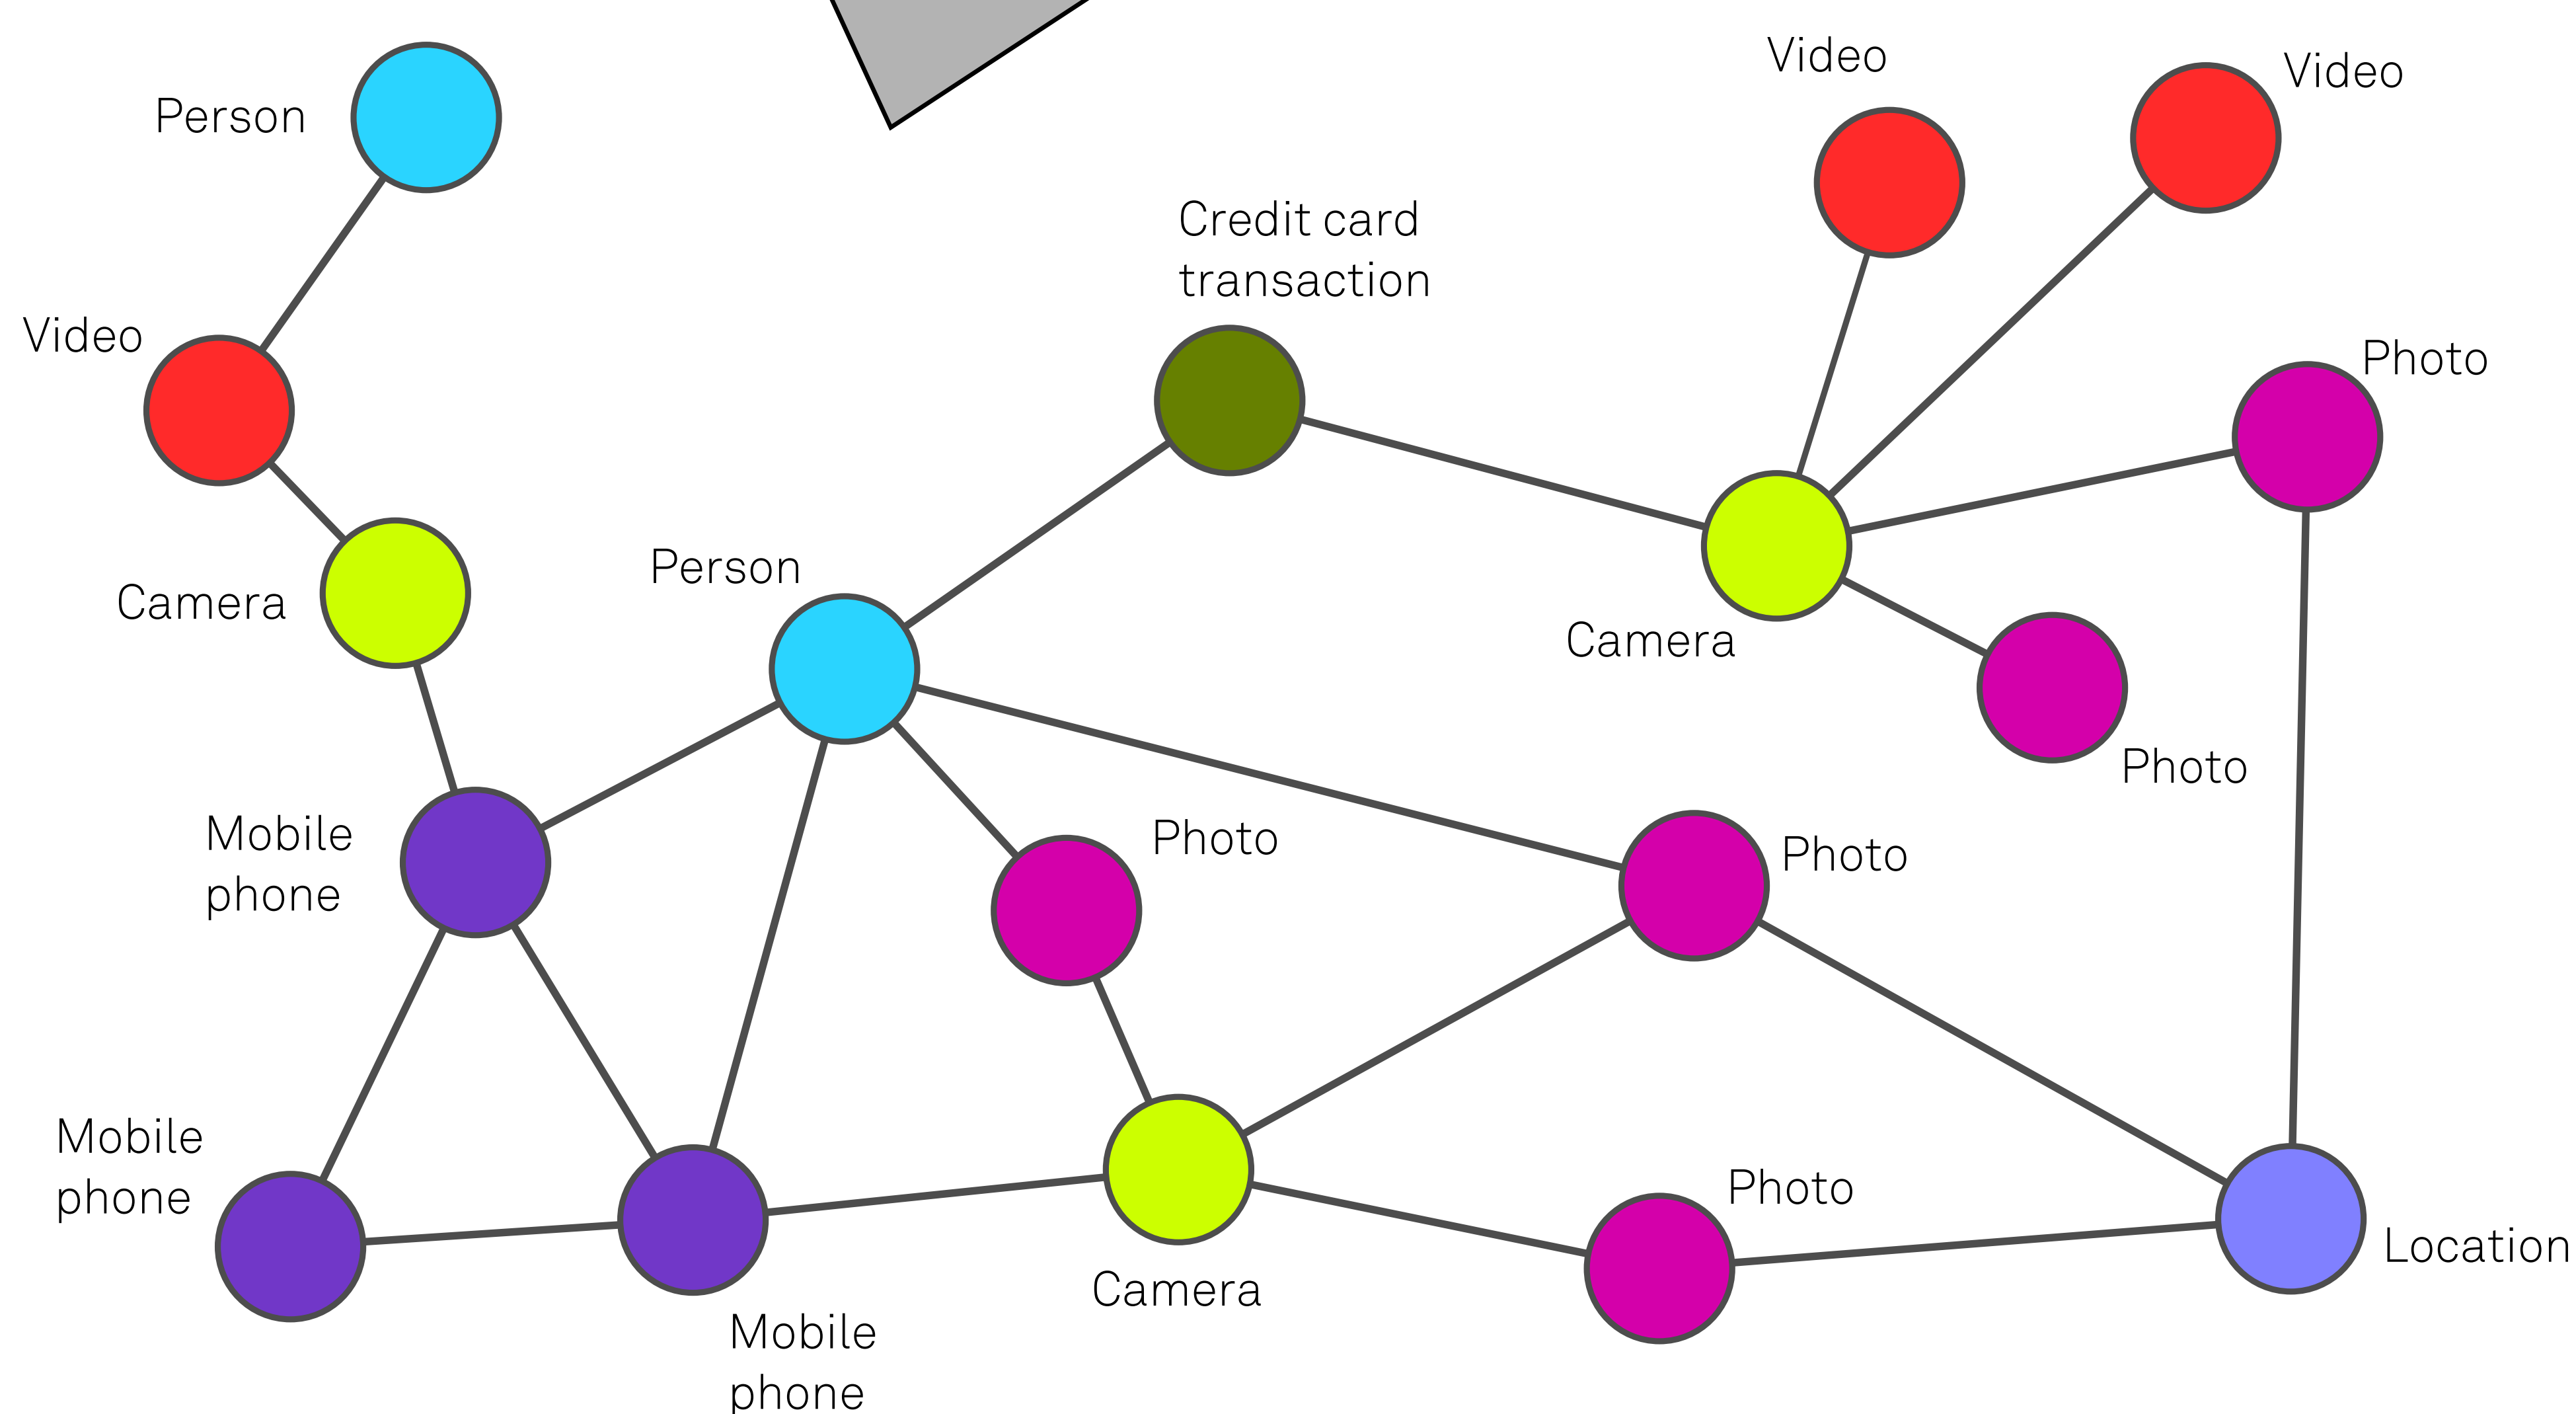 Video
Video
Person
Credit card
transaction
Video
Photo
Person
Camera
Camera
Photo
Mobile
phone
Photo
Photo
Mobile
phone
Photo
Location
Camera
Mobile
phone